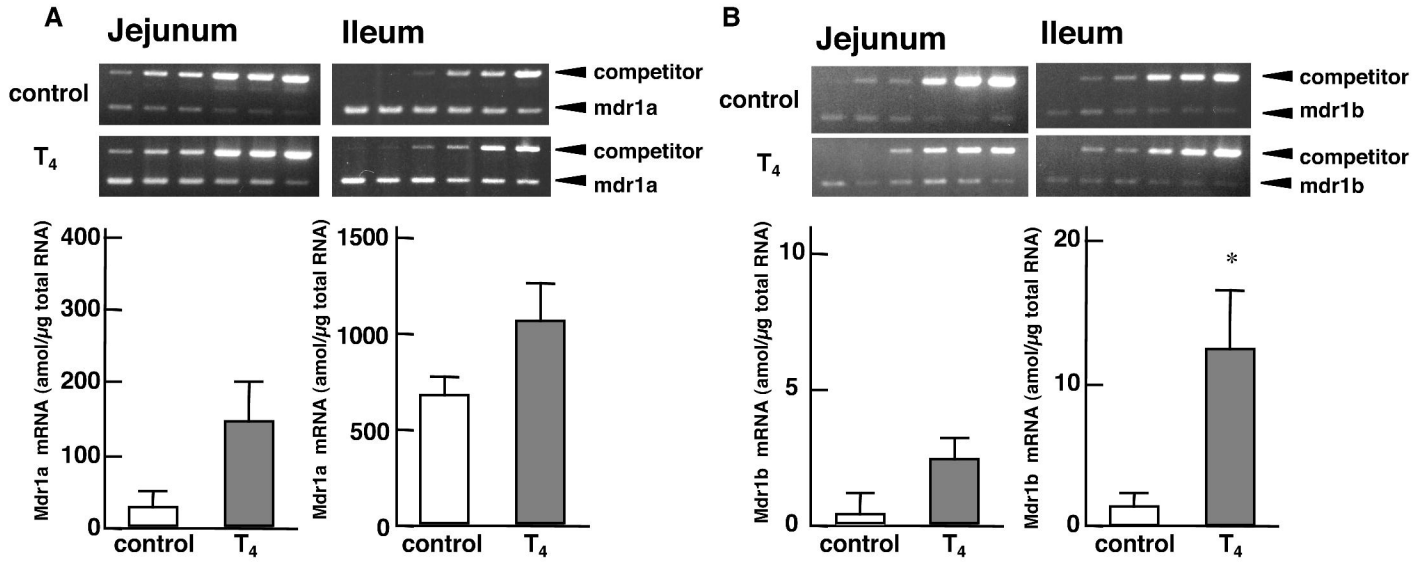 A
Jejunum
Ileum
control
competitor
mdr1a
T4
competitor
mdr1a
Mdr1a mRNA (amol/µg total RNA)
400
300
200
100
0
control
T4
Mdr1a mRNA (amol/µg total RNA)
1500
1000
500
0
control
T4
B
Jejunum
Ileum
control
competitor
mdr1b
T4
competitor
mdr1b
Mdr1b mRNA (amol/µg total RNA)
10
5
0
control
T4
Mdr1b mRNA (amol/µg total RNA)
20
10
0
*
control
T4